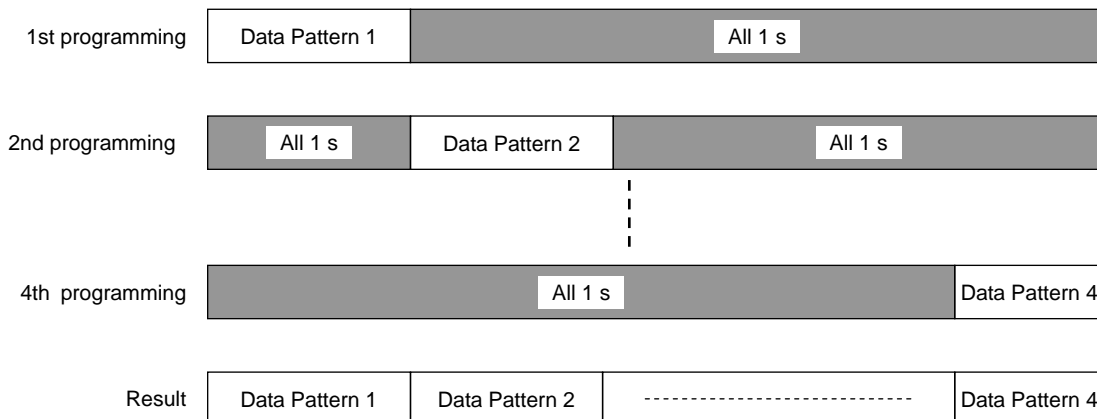 1st programming Data Pattern 1 All 1 s
2nd programming All 1 s Data Pattern 2 All 1 s
4th programming All 1 s Data Pattern 4
Result Data Pattern 1 Data Pattern 2 Data Pattern 4